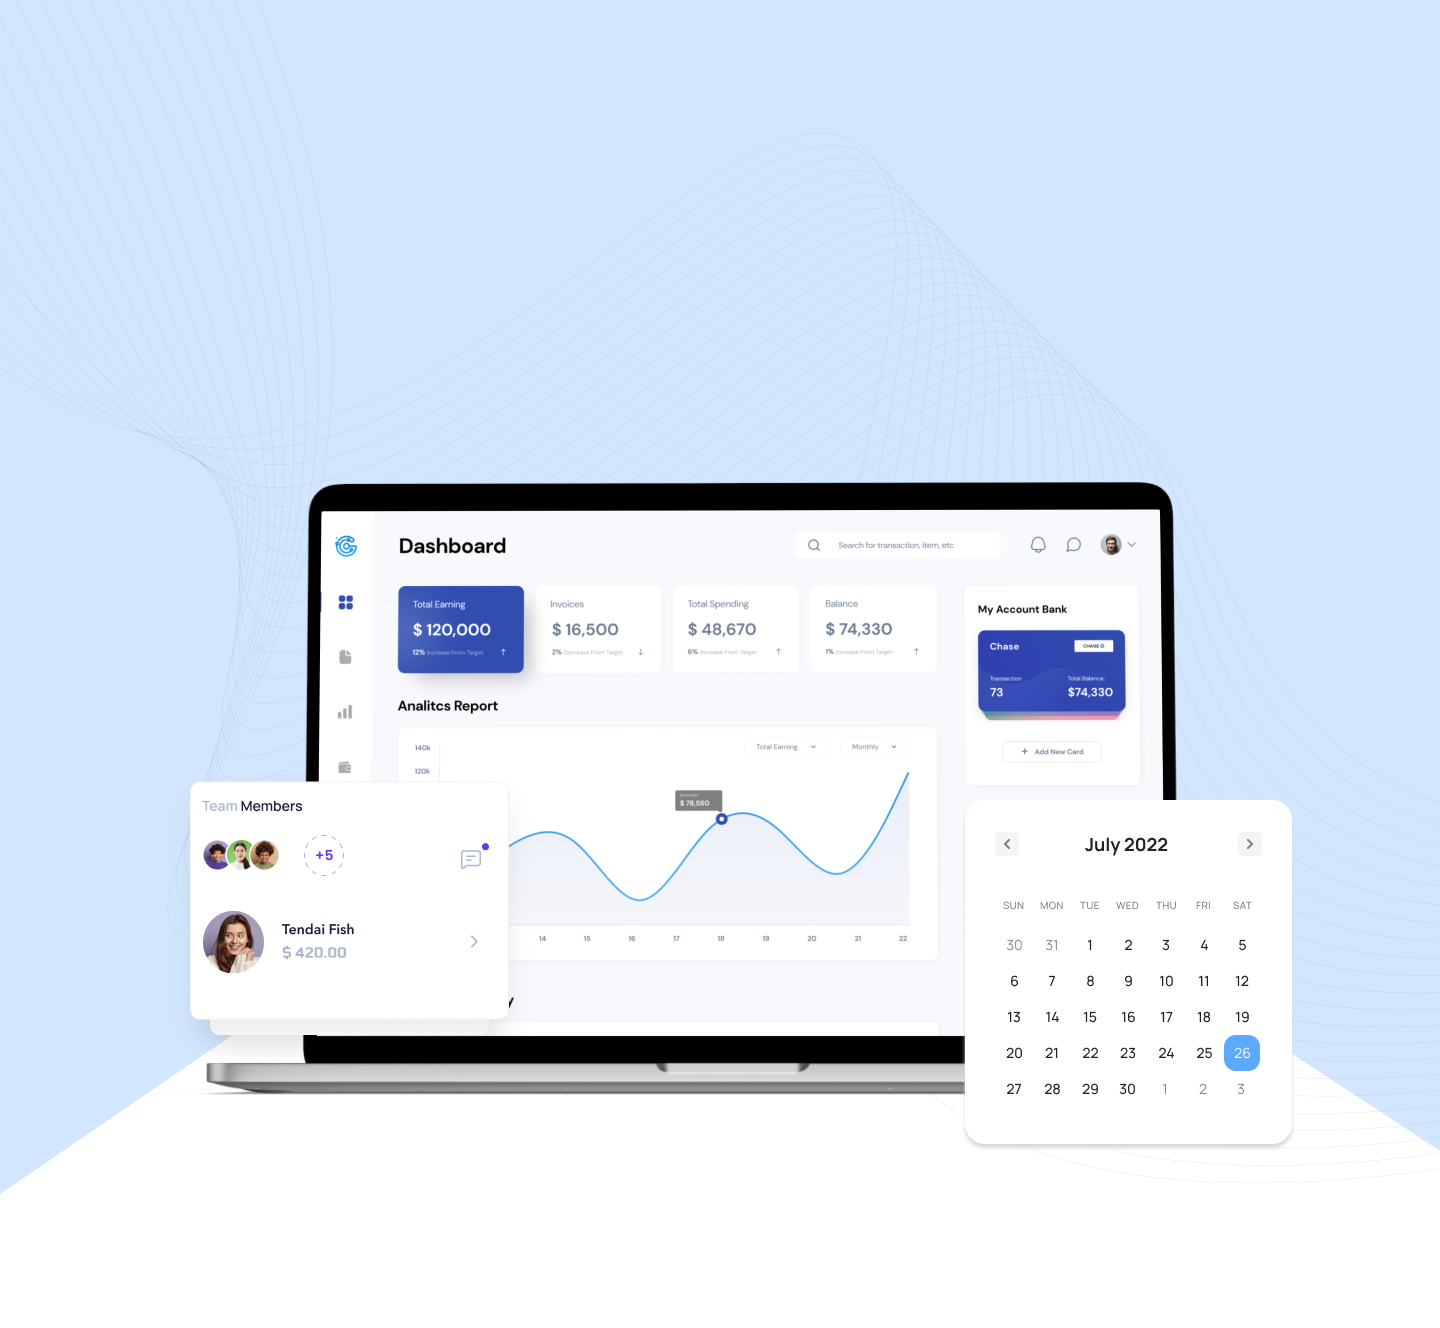 Dashboard
Search for transaction, item, etc
Total Earning
$ 120,000
12% Increase From Target
Invoices
$ 16,500
2% Decrease From Target
Total Spending
$ 48,670
6% Increase From Target
Balance
$ 74,330
1% Increase From Target
My Account Bank
Chase
CHASE
Transaction
73
Total Balance:
$74,330
Add New Card
Analitcs Report
140k
120k
Total Earning
Monthly
$ 78,560
14 15 16 17 18 19 20 21 22
Team Members
+5
Tendai Fish
$ 420.00
July 2022
SUN MON TUE WED THU FRI SAT
30 31 1 2 3 4 5
6 7 8 9 10 11 12
13 14 15 16 17 18 19
20 21 22 23 24 25 26
27 28 29 30 1 2 3